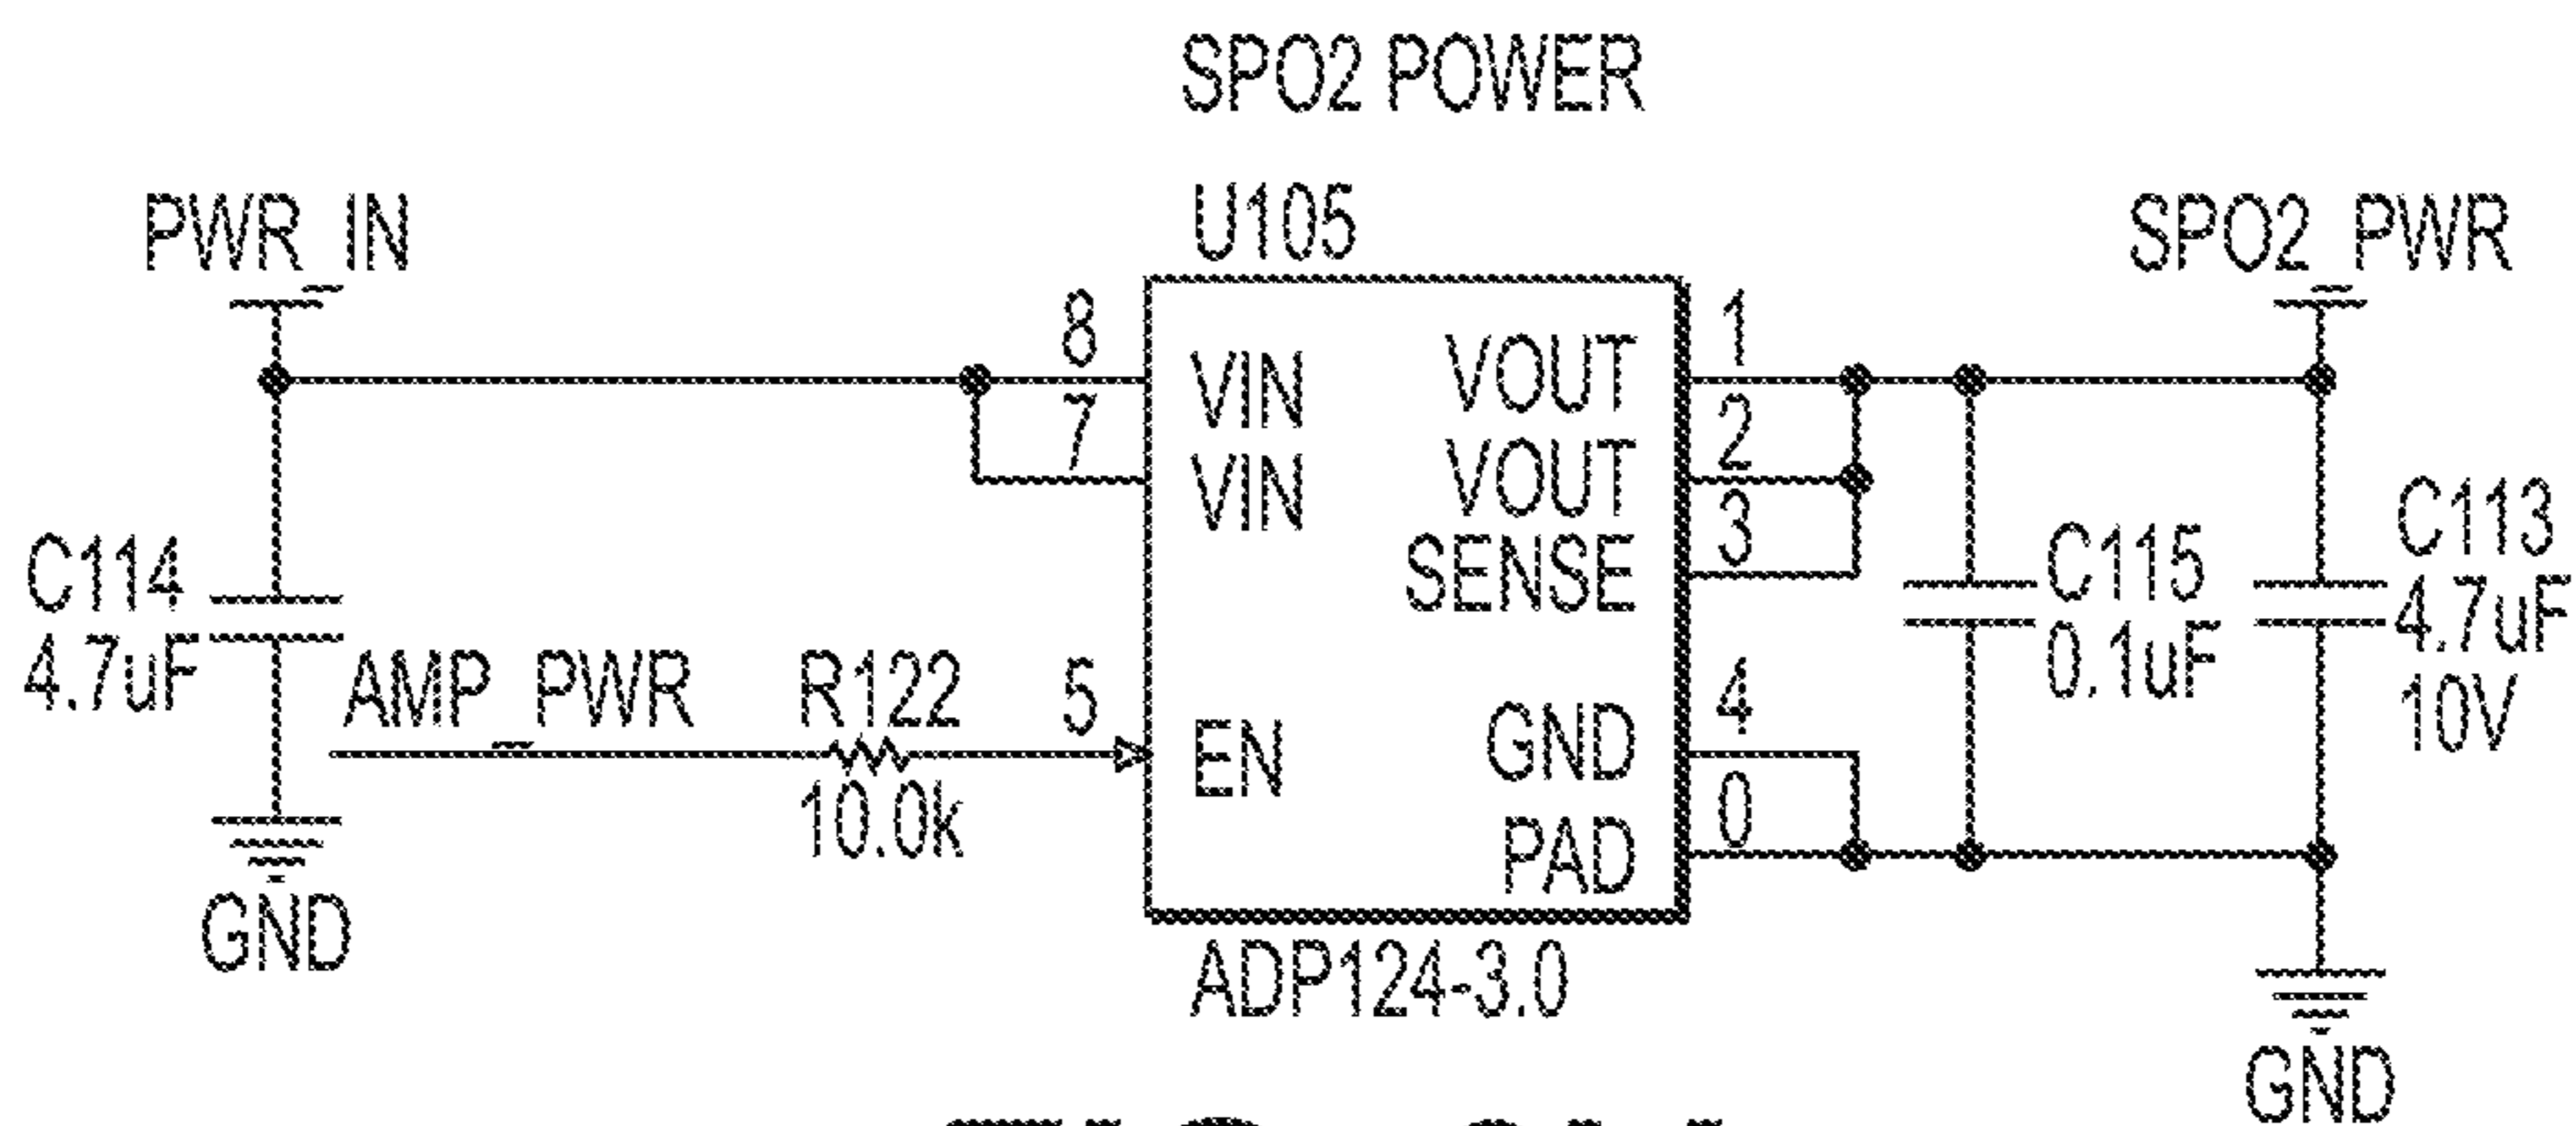 SPO2 POWER
U105
PWR_IN
SPO2_PWR
8
VIN
7
VIN
VOUT
1
VOUT
2
SENSE
3
C114
4.7uF
AMP_PWR
R122
10.0k
5
EN
GND
4
PAD
0
C115
0.1uF
C113
4.7uF
10V
GND
ADP124-3.0
GND